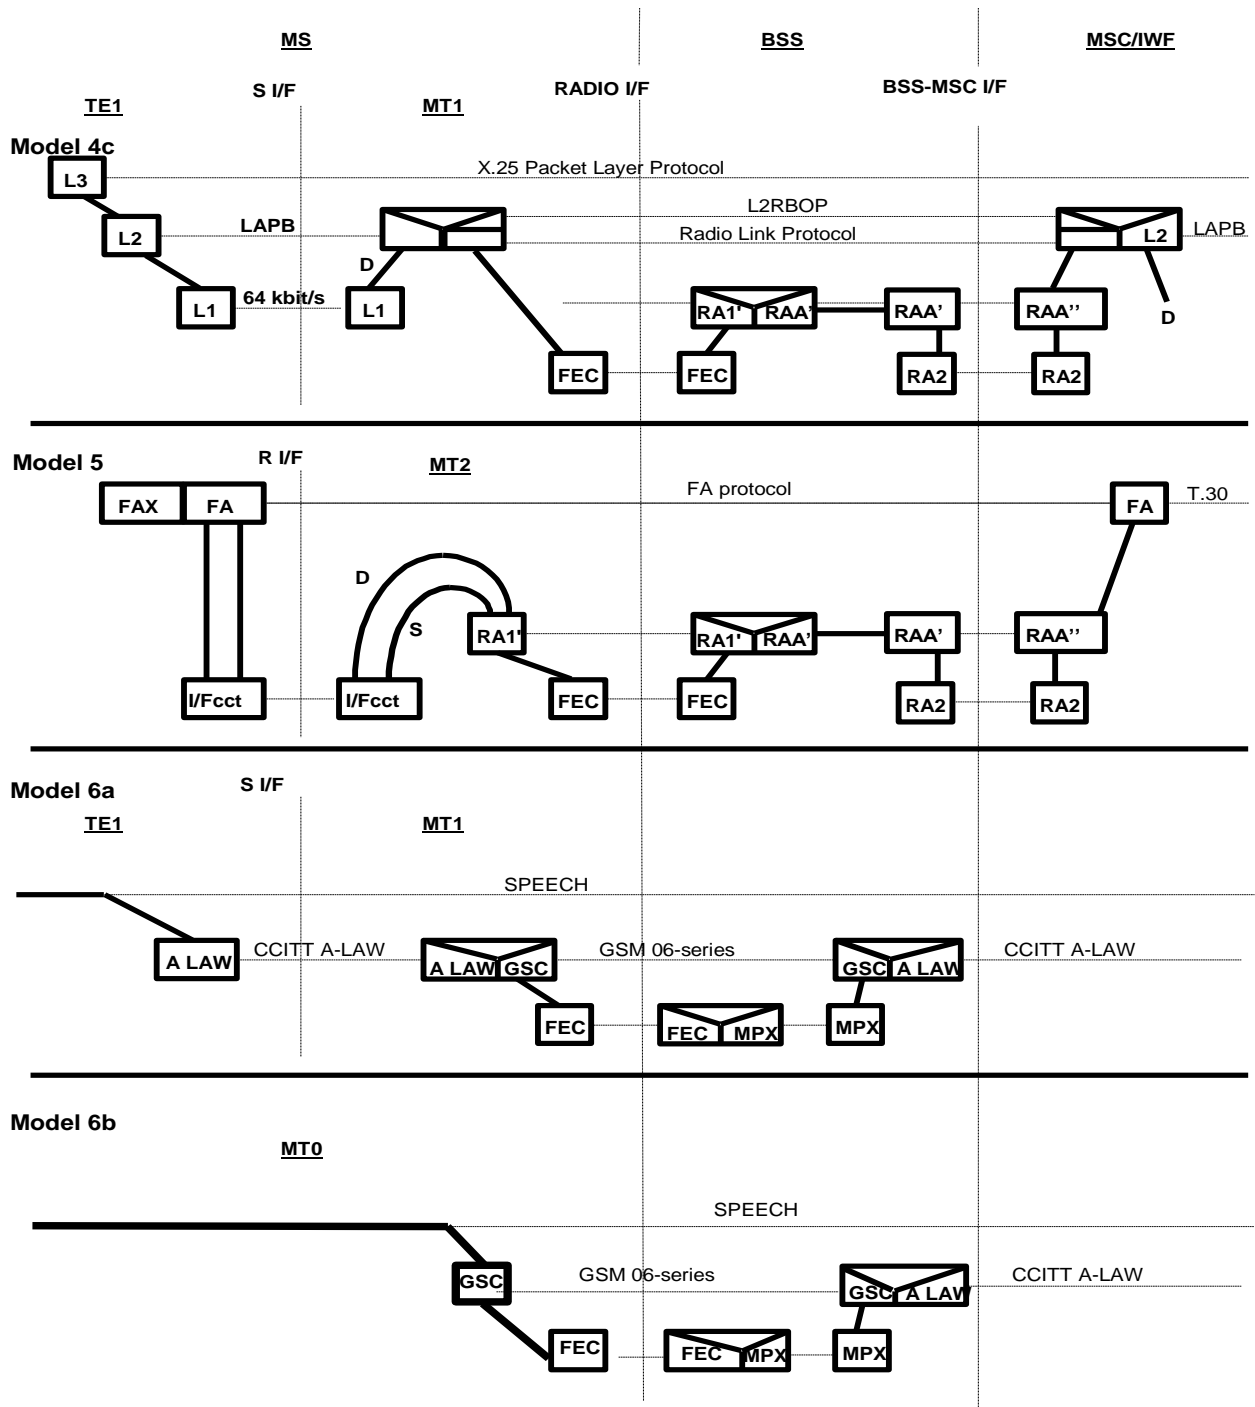 MS BSS MSC/IWF
S I/F RADIO I/F BSS-MSC I/F
TE1 MT1
Model 4c
X.25 Packet Layer Protocol
L3
L2RBOP
L2 LAPB Radio Link Protocol L2 LAPB
D
L1 64 kbit/s L1 RA1' RAA' RAA' RAA'' D
FEC FEC RA2 RA2
Model 5 R I/F MT2
FAX FA FA protocol FA T.30
D
S
RA1' RA1' RAA' RAA' RAA''
I/Fcct I/Fcct FEC FEC RA2 RA2
Model 6a S I/F
TE1 MT1
SPEECH
A LAW CCITT A-LAW A LAW GSC GSM 06-series GSC A LAW CCITT A-LAW
FEC FEC MPX MPX
Model 6b
MT0
SPEECH
GSC GSM 06-series GSC A LAW CCITT A-LAW
FEC FEC MPX MPX